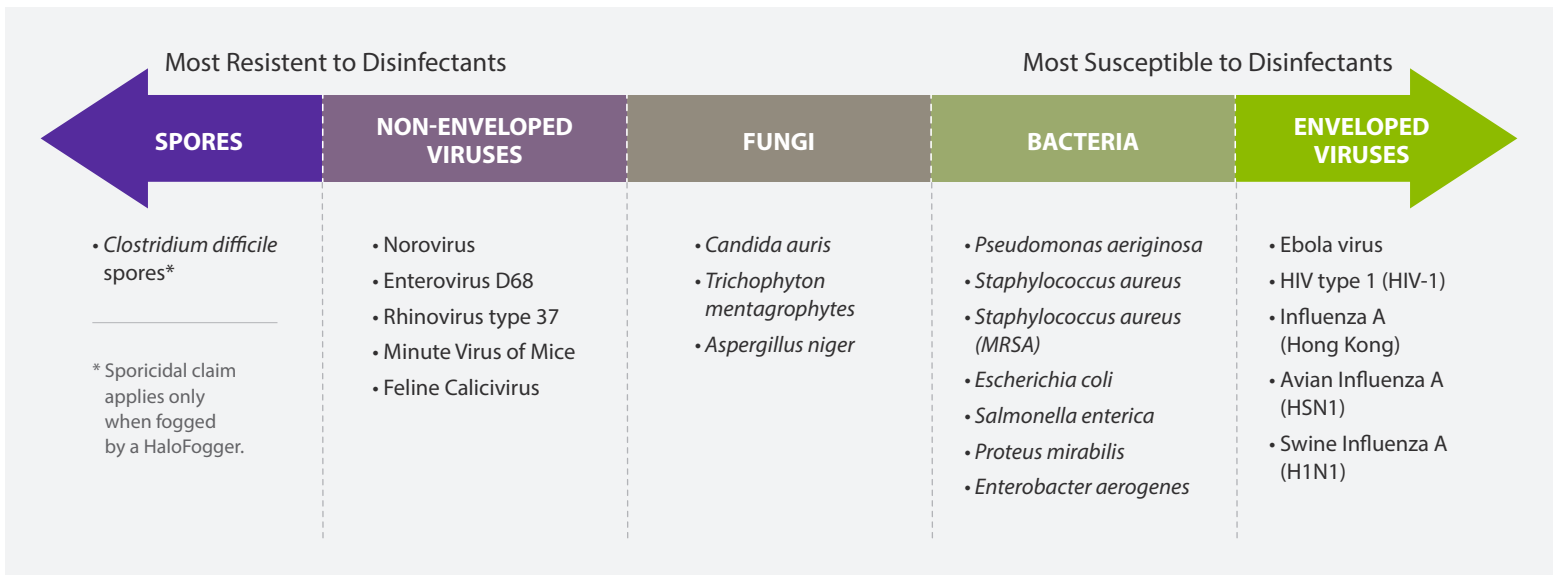 Most Resistent to Disinfectants
Most Susceptible to Disinfectants
SPORES
NON-ENVELOPED
VIRUSES
FUNGI
BACTERIA
ENVELOPED
VIRUSES
• Clostridium difficile
spores*
* Sporicidal claim
applies only
when fogged
by a HaloFogger.
• Norovirus
• Enterovirus D68
• Rhinovirus type 37
• Minute Virus of Mice
• Feline Calicivirus
• Candida auris
• Trichophyton
mentagrophytes
• Aspergillus niger
• Pseudomonas aeriginosa
• Staphylococcus aureus
• Staphylococcus aureus
(MRSA)
• Escherichia coli
• Salmonella enterica
• Proteus mirabilis
• Enterobacter aerogenes
• Ebola virus
• HIV type 1 (HIV-1)
• Influenza A
(Hong Kong)
• Avian Influenza A
(HSN1)
• Swine Influenza A
(H1N1)